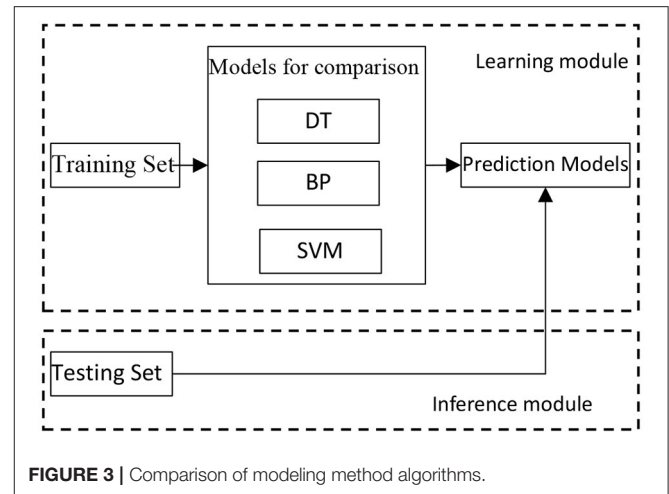 Models for comparison
Learning module
DT
Training Set
BP
Prediction Models
SVM
Testing Set
Inference module
FIGURE 3 | Comparison of modeling method algorithms.